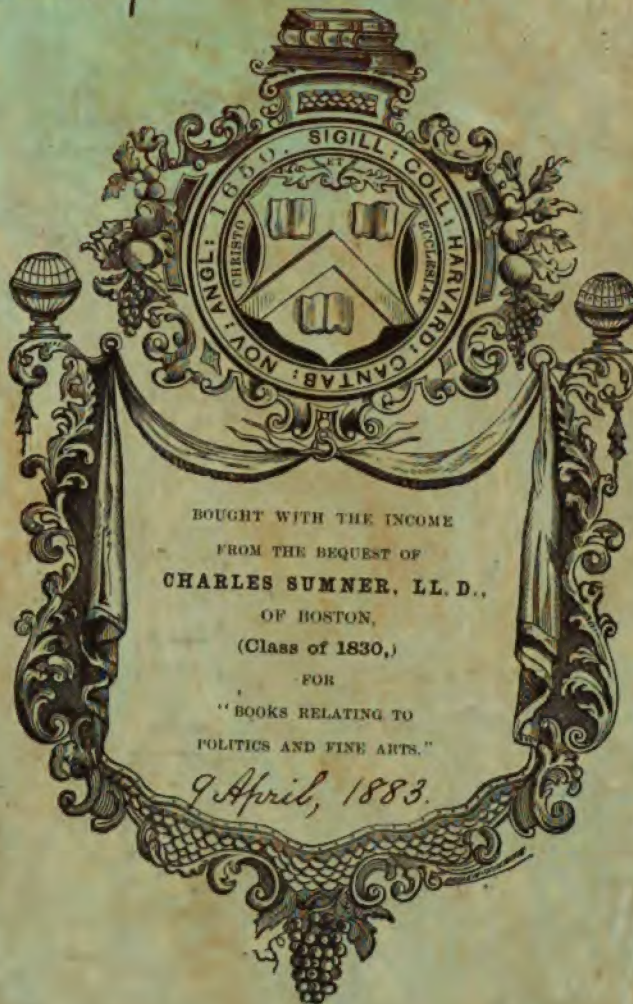 SIGILL : COLL : HARVARD : CANTAB : NOV : ANGL : 1650.
CHRISTO
ET
ECCLESIAE
BOUGHT WITH THE INCOME
FROM THE BEQUEST OF
CHARLES SUMNER, LL. D.,
OF BOSTON,
(Class of 1830,)
FOR
"BOOKS RELATING TO
POLITICS AND FINE ARTS."
9 April, 1883.